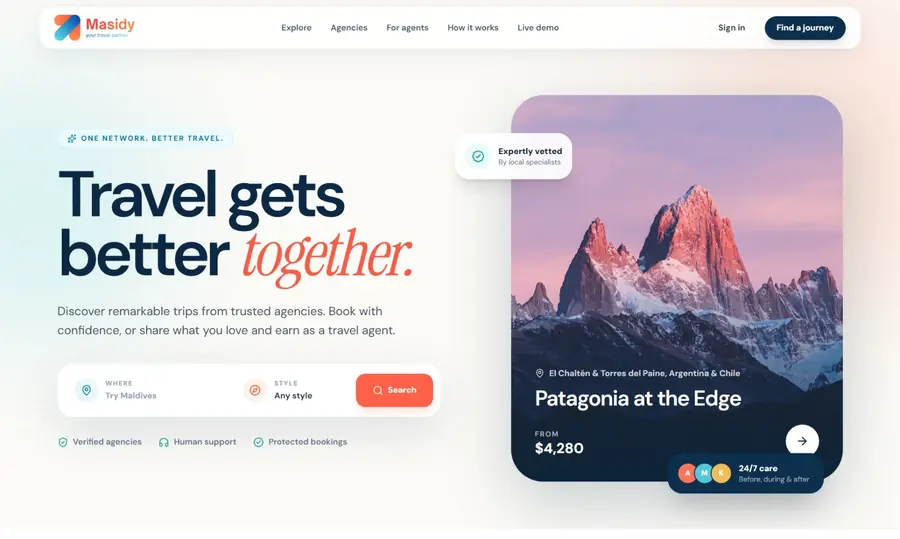 Masidy
your travel partner
Explore
Agencies
For agents
How it works
Live demo
Sign in
Find a journey
ONE NETWORK. BETTER TRAVEL.
Travel gets
better together.
Discover remarkable trips from trusted agencies. Book with
confidence, or share what you love and earn as a travel agent.
WHERE
Try Maldives
STYLE
Any style
Search
Verified agencies
Human support
Protected bookings
Expertly vetted
By local specialists
El Chaltén & Torres del Paine, Argentina & Chile
Patagonia at the Edge
FROM
$4,280
A M K
24/7 care
Before, during & after